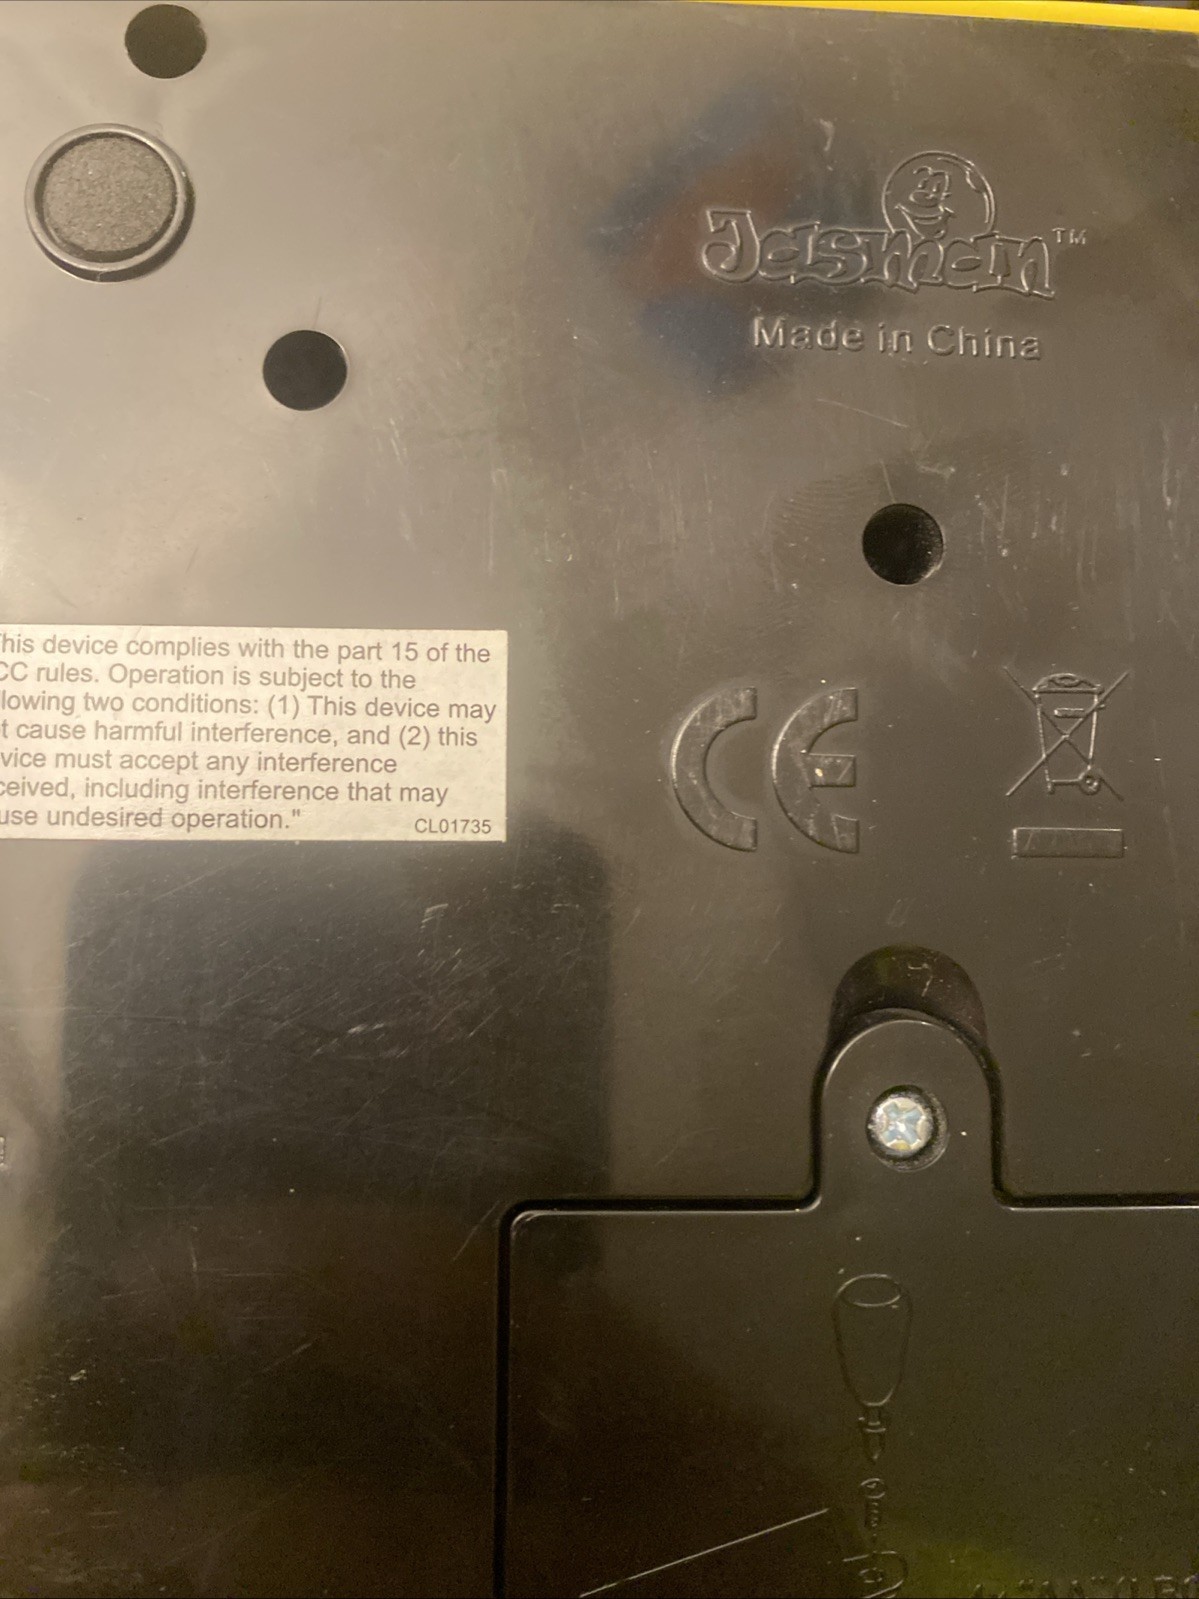 Jasman™
Made in China
his device complies with the part 15 of the
CC rules. Operation is subject to the
lowing two conditions: (1) This device may
t cause harmful interference, and (2) this
vice must accept any interference
ceived, including interference that may
use undesired operation."
CL01735
CE